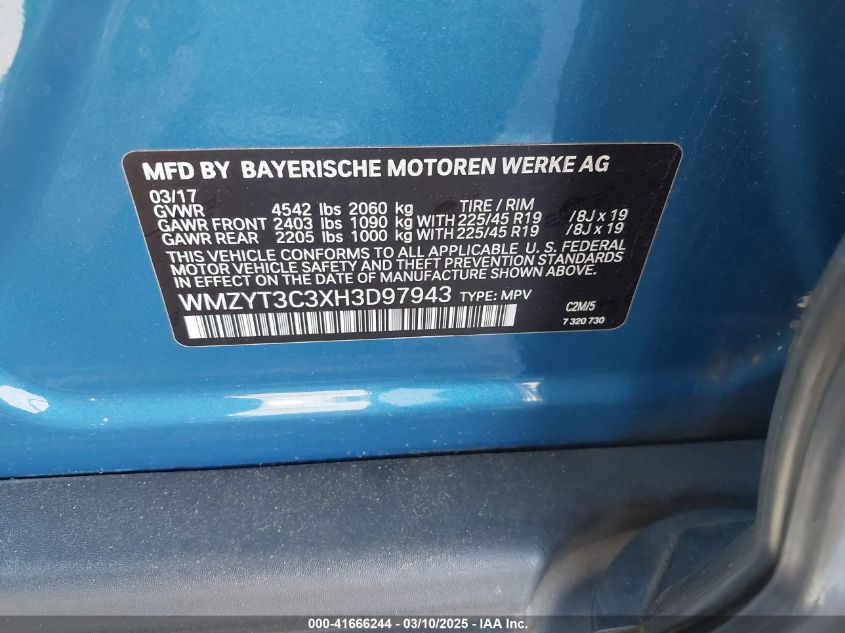 MFD BY BAYERISCHE MOTOREN WERKE AG
03/17 TIRE / RIM
GVWR 4542 lbs 2060 kg
GAWR FRONT 2403 lbs 1090 kg WITH 225/45 R19 /8J x 19
GAWR REAR 2205 lbs 1000 kg WITH 225/45 R19 /8J x 19
THIS VEHICLE CONFORMS TO ALL APPLICABLE U. S. FEDERAL
MOTOR VEHICLE SAFETY AND THEFT PREVENTION STANDARDS
IN EFFECT ON THE DATE OF MANUFACTURE SHOWN ABOVE
WMZYT3C3XH3D97943 TYPE: MPV
C2M/5
7 320 730
000-41666244 - 03/10/2025 - IAA, Inc.